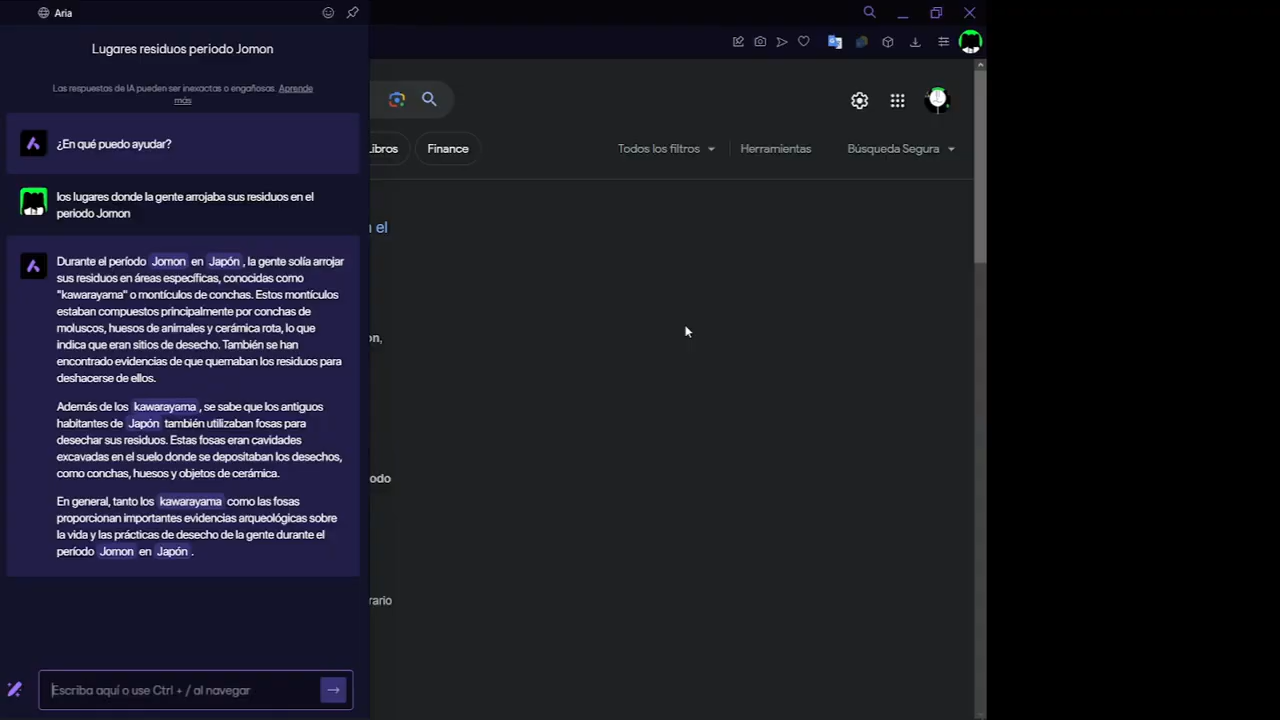 Aria
Lugares residuos periodo Jomon
Las respuestas de IA pueden ser inexactas o engañosas. Aprende
más
¿En qué puedo ayudar?
los lugares donde la gente arrojaba sus residuos en el
periodo Jomon
Durante el período Jomon en Japón, la gente solía arrojar
sus residuos en áreas específicas, conocidas como
"kawarayama" o montículos de conchas. Estos montículos
estaban compuestos principalmente por conchas de
moluscos, huesos de animales y cerámica rota, lo que
indica que eran sitios de desecho. También se han
encontrado evidencias de que quemaban los residuos para
deshacerse de ellos.
Además de los kawarayama, se sabe que los antiguos
habitantes de Japón también utilizaban fosas para
desechar sus residuos. Estas fosas eran cavidades
excavadas en el suelo donde se depositaban los desechos,
como conchas, huesos y objetos de cerámica.
En general, tanto los kawarayama como las fosas
proporcionan importantes evidencias arqueológicas sobre
la vida y las prácticas de desecho de la gente durante el
período Jomon en Japón.
Escriba aquí o use Ctrl + / al navegar
ibros
Finance
Todos los filtros
Herramientas
Búsqueda Segura
n el
on,
odo
rario